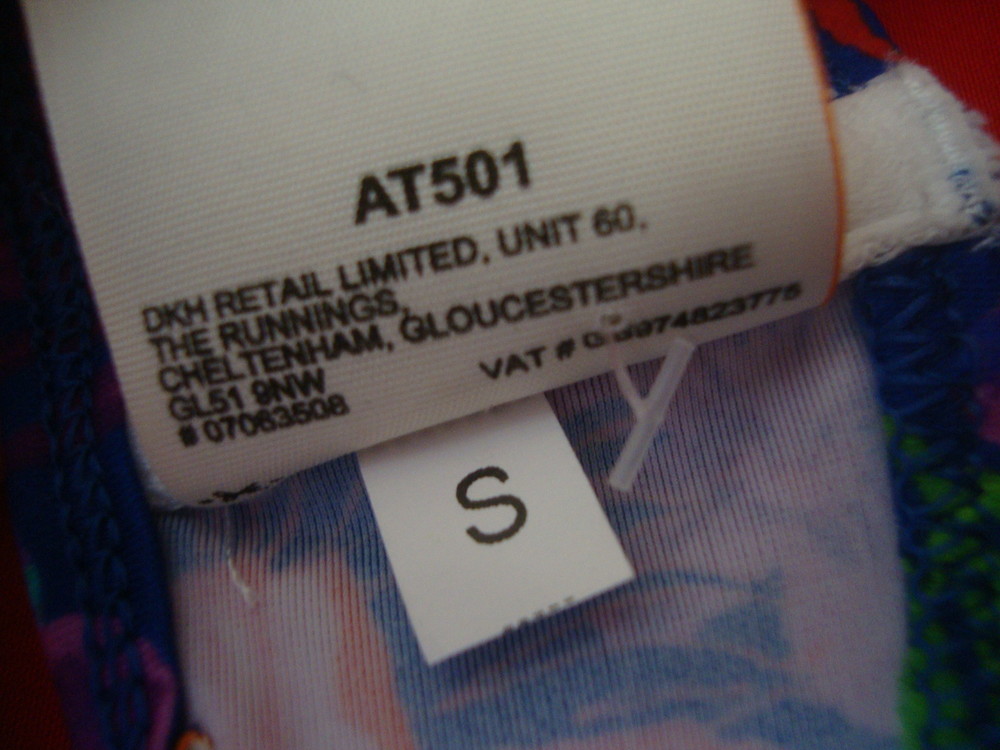 AT501
DKH RETAIL LIMITED, UNIT 60,
THE RUNNINGS,
CHELTENHAM, GLOUCESTERSHIRE
GL51 9NW
# 07063508
VAT #
S